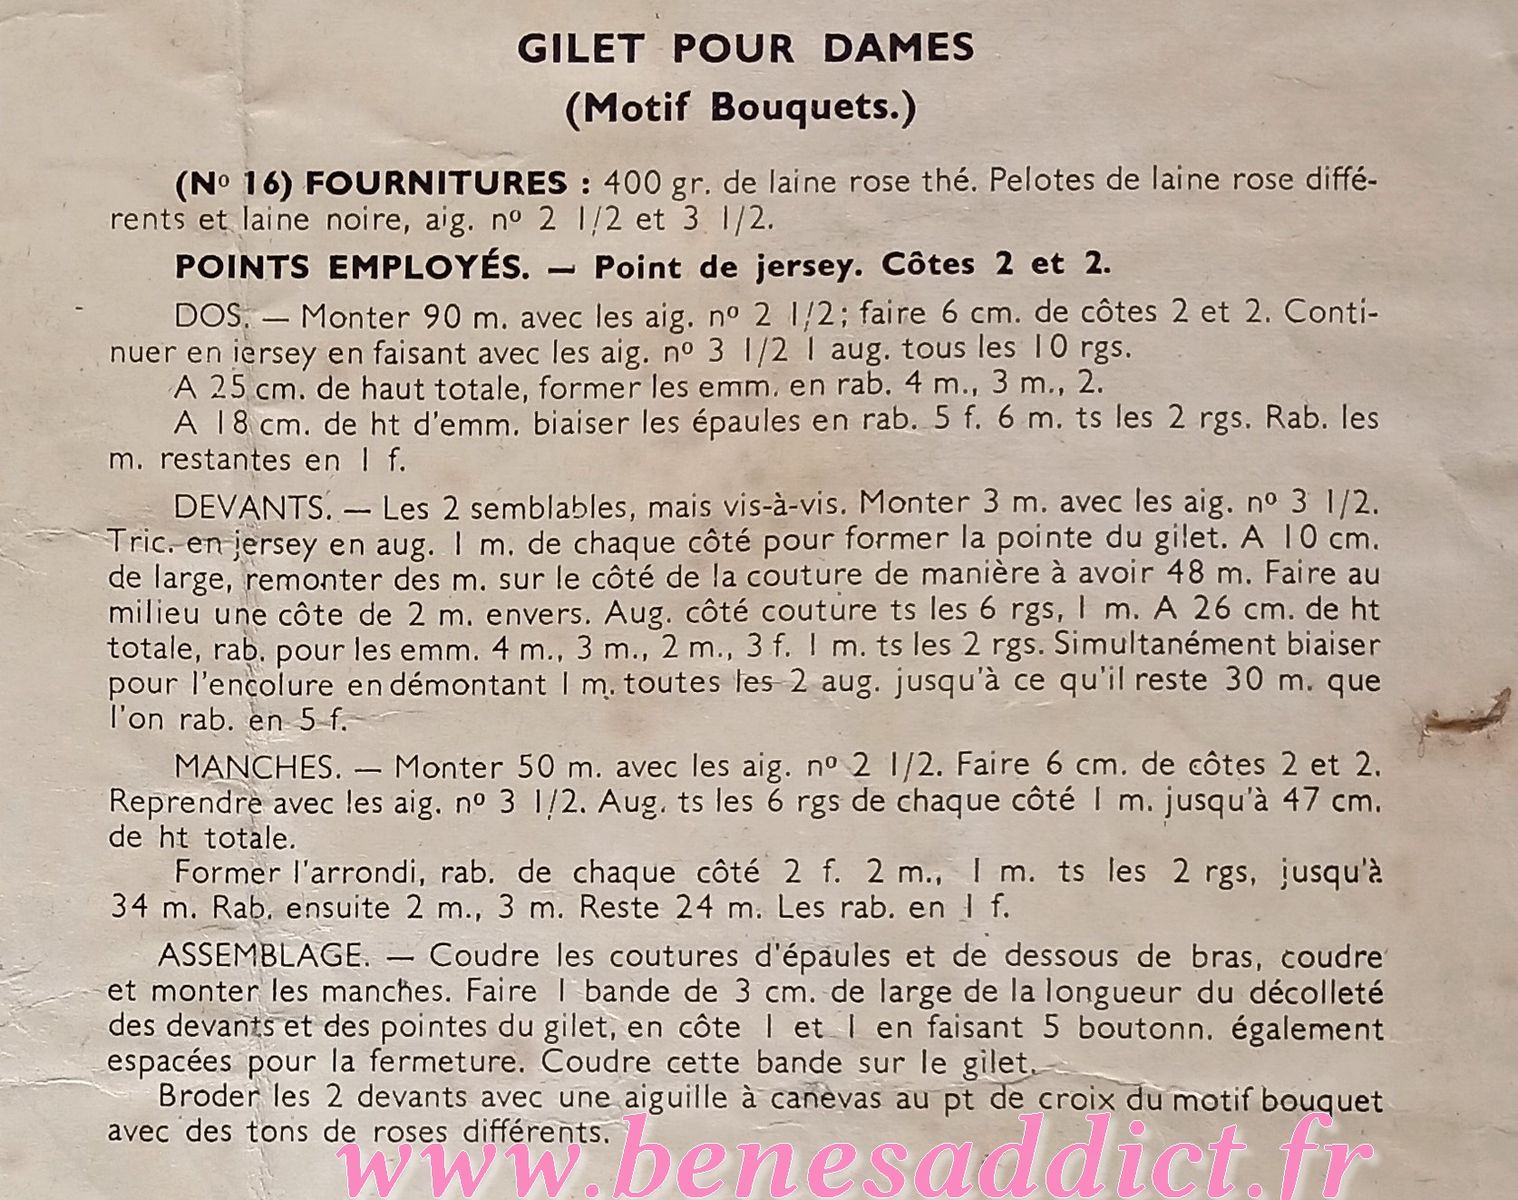 GILET POUR DAMES
(Motif Bouquets.)
(Nº 16) FOURNITURES : 400 gr. de laine rose thé. Pelotes de laine rose diffé-
rents et laine noire, aig. nº 2 1/2 et 3 1/2.
POINTS EMPLOYÉS. — Point de jersey. Côtes 2 et 2.
DOS. — Monter 90 m. avec les aig. nº 2 1/2; faire 6 cm. de côtes 2 et 2. Conti-
nuer en jersey en faisant avec les aig. nº 3 1/2 1 aug. tous les 10 rgs.
A 25 cm. de haut totale, former les emm. en rab. 4 m., 3 m., 2.
A 18 cm. de ht d'emm. biaiser les épaules en rab. 5 f. 6 m. ts les 2 rgs. Rab. les
m. restantes en 1 f.
DEVANTS. — Les 2 semblables, mais vis-à-vis. Monter 3 m. avec les aig. nº 3 1/2.
Tric. en jersey en aug. 1 m. de chaque côté pour former la pointe du gilet. A 10 cm.
de large, remonter des m. sur le côté de la couture de manière à avoir 48 m. Faire au
milieu une côte de 2 m. envers. Aug. côté couture ts les 6 rgs, 1 m. A 26 cm. de ht
totale, rab. pour les emm. 4 m., 3 m., 2 m., 3 f. 1 m. ts les 2 rgs. Simultanément biaiser
pour l'encolure en démontant 1 m. toutes les 2 aug. jusqu'à ce qu'il reste 30 m. que
l'on rab. en 5 f.
MANCHES. — Monter 50 m. avec les aig. nº 2 1/2. Faire 6 cm. de côtes 2 et 2.
Reprendre avec les aig. nº 3 1/2. Aug. ts les 6 rgs de chaque côté 1 m. jusqu'à 47 cm.
de ht totale.
Former l'arrondi, rab. de chaque côté 2 f. 2 m., 1 m. ts les 2 rgs, jusqu'à
34 m. Rab. ensuite 2 m., 3 m. Reste 24 m. Les rab. en 1 f.
ASSEMBLAGE. — Coudre les coutures d'épaules et de dessous de bras, coudre
et monter les manches. Faire 1 bande de 3 cm. de large de la longueur du décolleté
des devants et des pointes du gilet, en côte 1 et 1 en faisant 5 boutonn. également
espacées pour la fermeture. Coudre cette bande sur le gilet.
Broder les 2 devants avec une aiguille à canevas au pt de croix du motif bouquet
avec des tons de roses différents.
www.benesaddict.fr